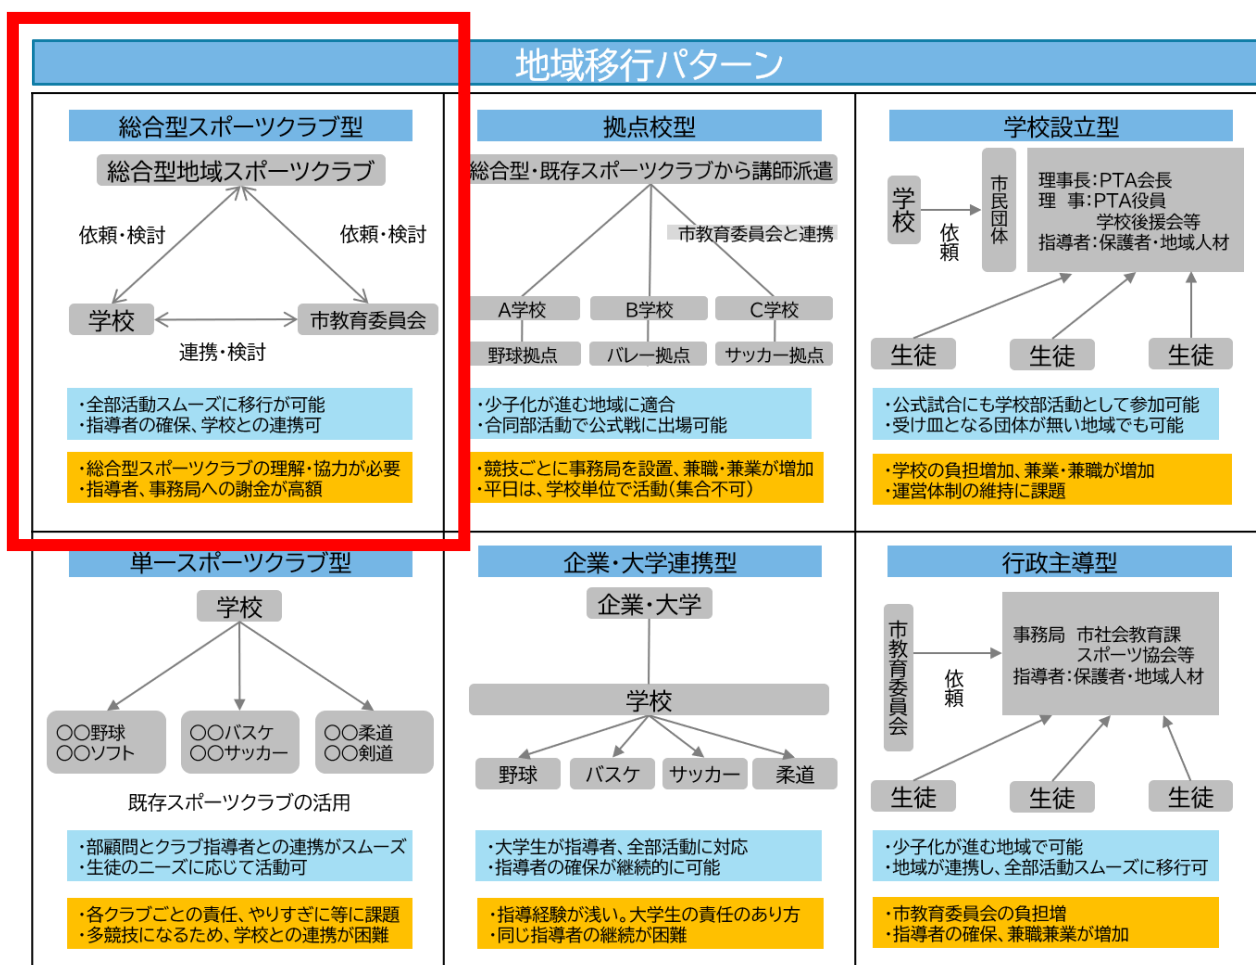 地域移行パターン
総合型スポーツクラブ型
総合型地域スポーツクラブ
依頼・検討
依頼・検討
学校
市教育委員会
連携・検討
・全部活動スムーズに移行が可能
・指導者の確保、学校との連携可
・総合型スポーツクラブの理解・協力が必要
・指導者、事務局への謝金が高額
拠点校型
総合型・既存スポーツクラブから講師派遣
市教育委員会と連携
A学校
B学校
C学校
野球拠点
バレー拠点
サッカー拠点
・少子化が進む地域に適合
・合同部活動で公式戦に出場可能
・競技ごとに事務局を設置、兼職・兼業が増加
・平日は、学校単位で活動(集合不可)
学校設立型
学校
依頼
市民団体
理事長:PTA会長
理 事:PTA役員
学校後援会等
指導者:保護者・地域人材
生徒
生徒
生徒
・公式試合にも学校部活動として参加可能
・受け皿となる団体が無い地域でも可能
・学校の負担増加、兼業・兼職が増加
・運営体制の維持に課題
単一スポーツクラブ型
学校
〇〇野球
〇〇ソフト
〇〇バスケ
〇〇サッカー
〇〇柔道
〇〇剣道
既存スポーツクラブの活用
・部顧問とクラブ指導者との連携がスムーズ
・生徒のニーズに応じて活動可
・各クラブごとの責任、やりすぎに等に課題
・多競技になるため、学校との連携が困難
企業・大学連携型
企業・大学
学校
野球
バスケ
サッカー
柔道
・大学生が指導者、全部活動に対応
・指導者の確保が継続的に可能
・指導経験が浅い。大学生の責任のあり方
・同じ指導者の継続が困難
行政主導型
市教育委員会
依頼
事務局 市社会教育課
スポーツ協会等
指導者:保護者・地域人材
生徒
生徒
生徒
・少子化が進む地域で可能
・地域が連携し、全部活動スムーズに移行可
・市教育委員会の負担増
・指導者の確保、兼職兼業が増加